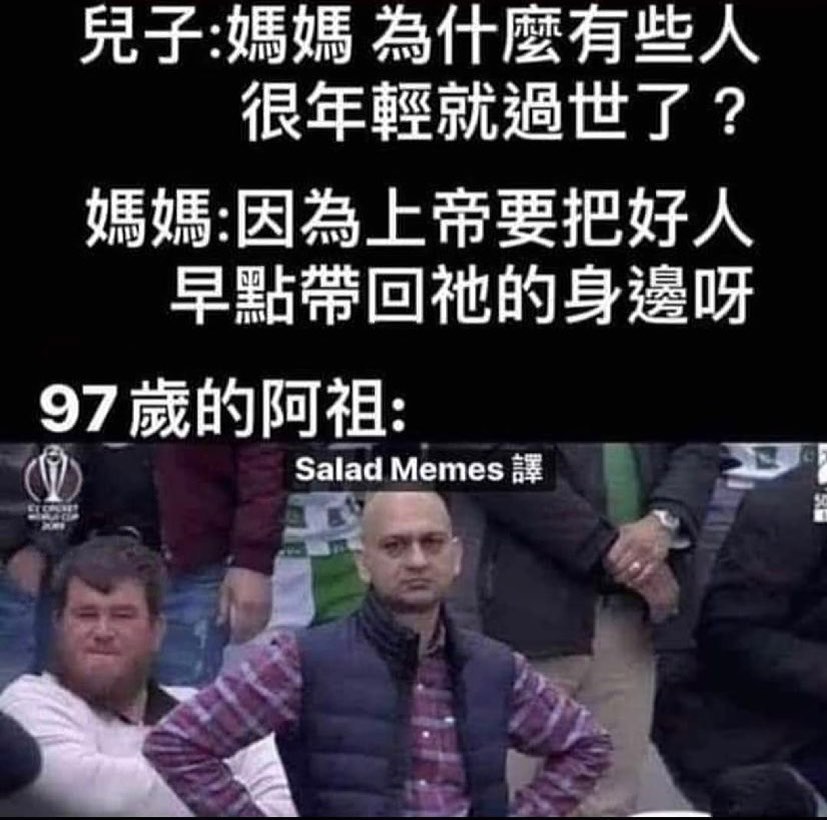 兒子:媽媽 為什麼有些人
很年輕就過世了？
媽媽:因為上帝要把好人
早點帶回祂的身邊呀
97歲的阿祖:
Salad Memes 譯